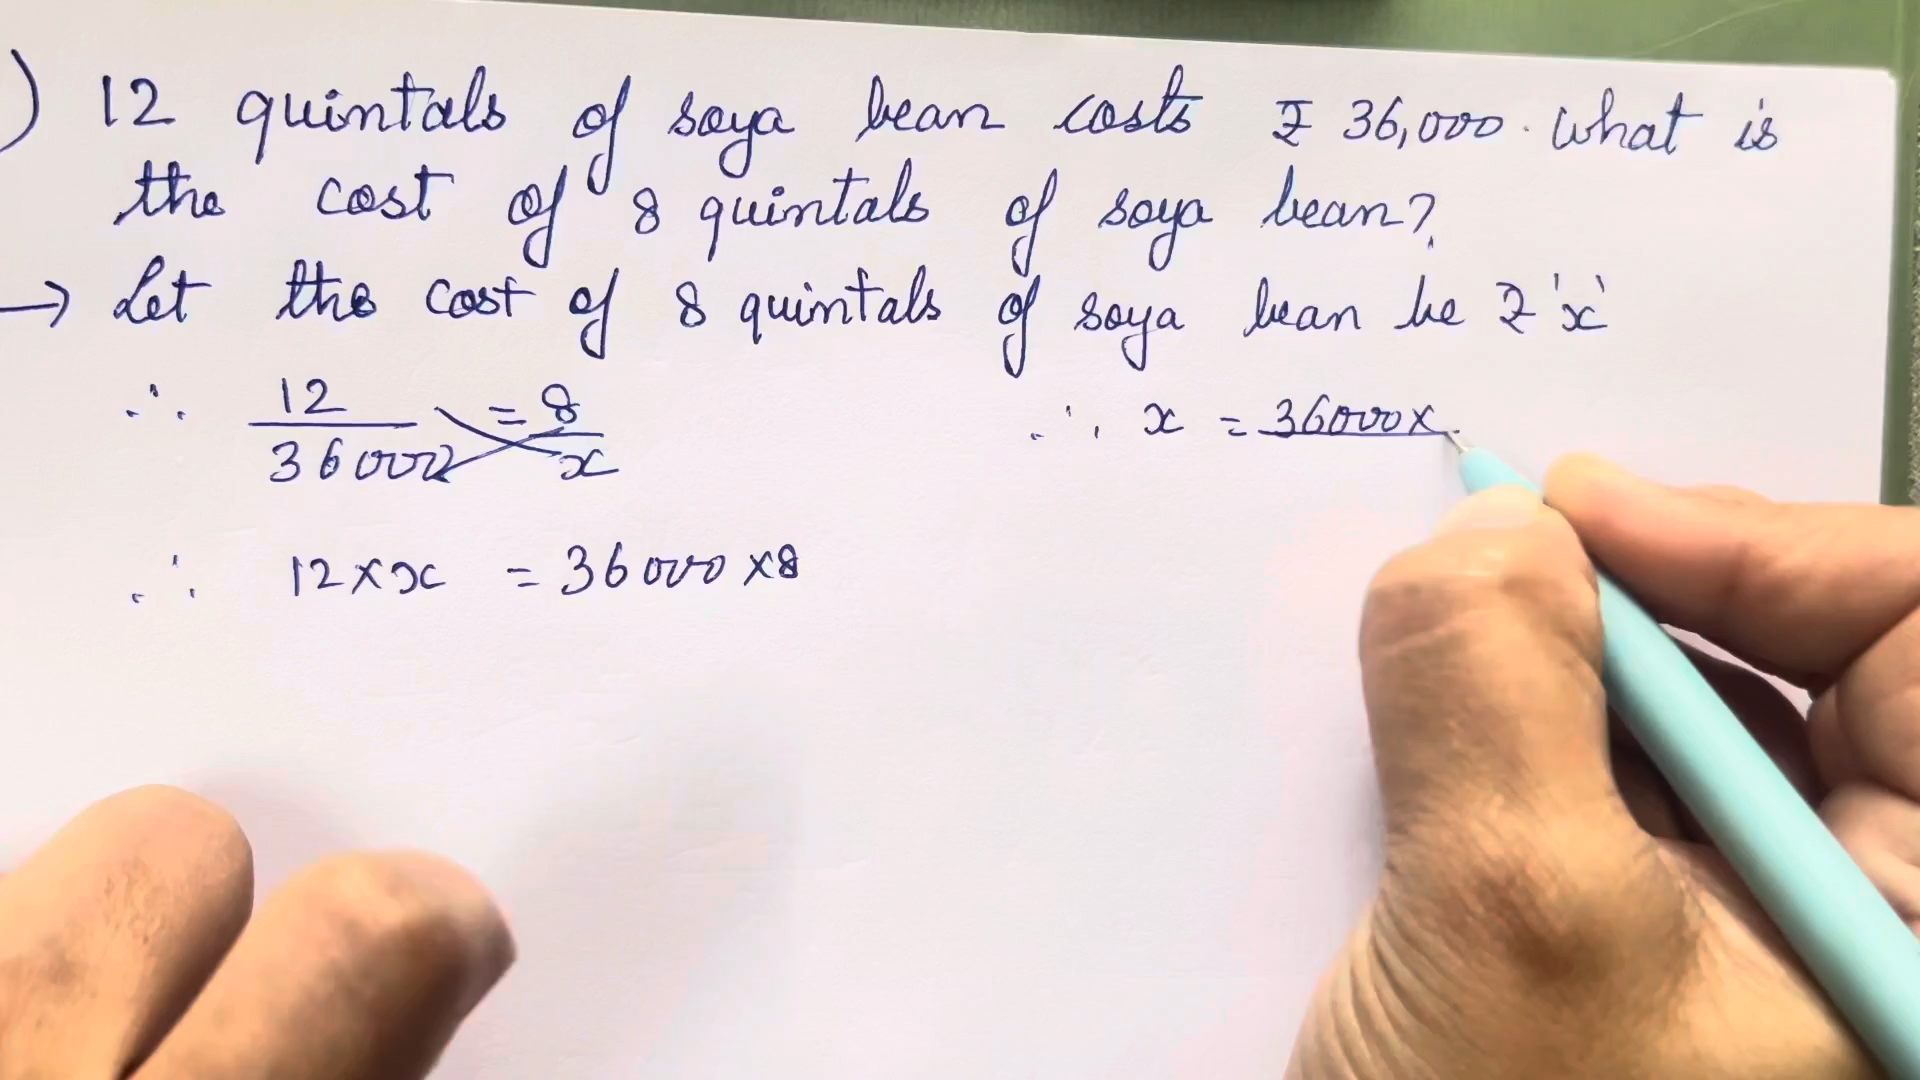 ) 12 quintals of soya bean costs ₹ 36,000. What is
the cost of 8 quintals of soya bean?
→ Let the cost of 8 quintals of soya bean be ₹ 'x'
∴ 12/36000 = 8/x ∴ x = 36000×
∴ 12×x = 36000×8